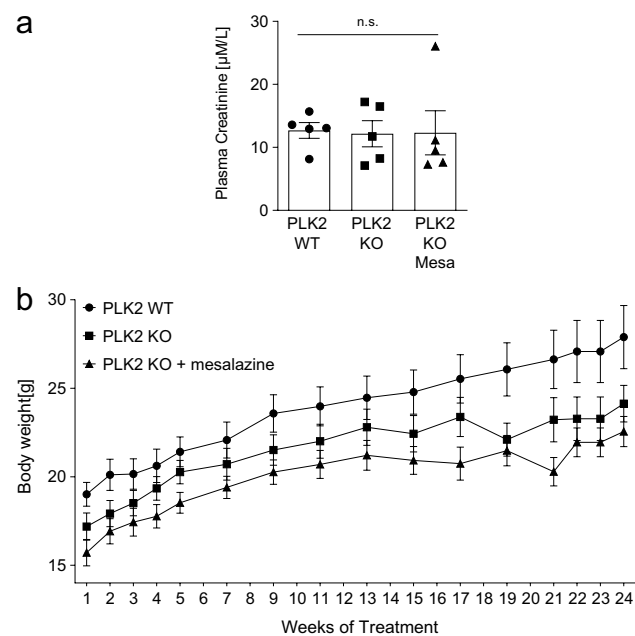 a
n.s.
Plasma Creatinine [µM/L]
30
20
10
0
PLK2 WT
PLK2 KO
PLK2 KO Mesa
b
PLK2 WT
PLK2 KO
PLK2 KO + mesalazine
Body weight[g]
30
25
20
15
1 2 3 4 5 6 7 8 9 10 11 12 13 14 15 16 17 18 19 20 21 22 23 24
Weeks of Treatment